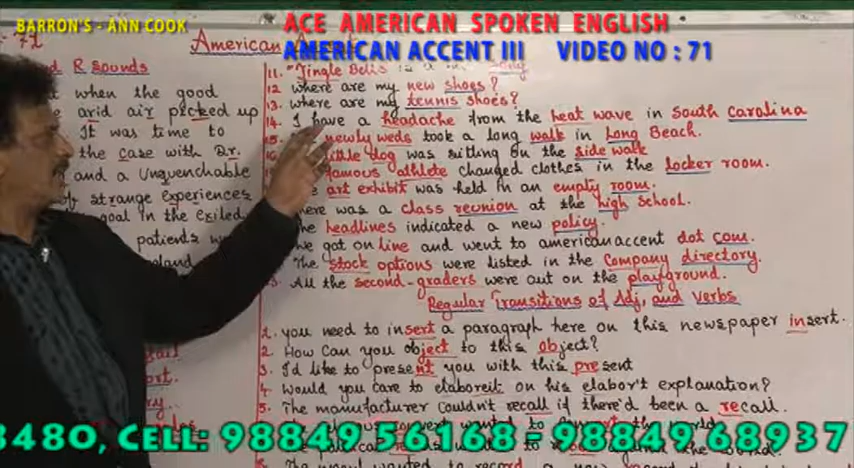 BARRON'S - ANN COOK
ACE AMERICAN SPOKEN ENGLISH
AMERICAN ACCENT III VIDEO NO : 71
American
R sounds
when the good
arid air picked up
It was time to
the case with Dr.
and a Unquenchable
of strange experiences
goal in the exiled
patients
11. "Jingle Bells is a Song
12 where are my new shoes?
13. where are my tennis shoes?
14. I have a headache from the heat wave in South Carolina
newly weds took a long walk in Long Beach.
little dog was sitting on the side walk
famous athlete changed clothes in the locker room.
art exhibit was held in an empty room.
here was a class reunion at the high school.
he headlines indicated a new policy.
we got on line and went to american accent dot com.
The stock options were listed in the Company directory.
All the second-graders were out on the playground.
Regular Transitions of Adj, and Verbs
1. you need to insert a paragraph here on this newspaper insert.
2. How can you object to this object?
3. I'd like to present you with this present
4. Would you care to elaboreit on his elabor't explanation?
5. The manufacturer couldn't recall if there'd been a recall.
3480, CELL: 98849 56168 - 98849 68937
wanted to record a new